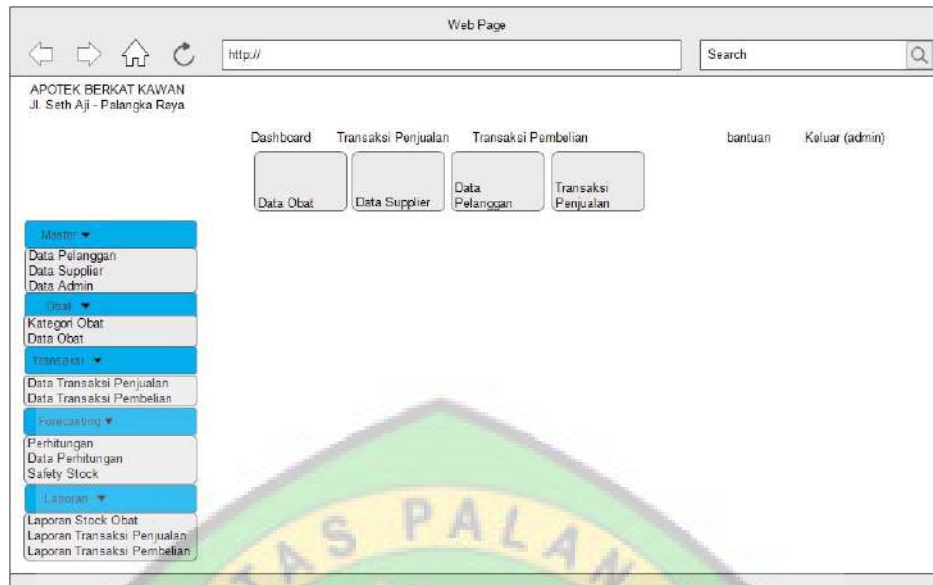 Web Page
http://
Search
APOTEK BERKAT KAWAN
Jl. Seth Aji - Palangka Raya
Dashboard Transaksi Penjualan Transaksi Pembelian bantuan Keluar (admin)
Data Obat
Data Supplier
Data
Pelanggan
Transaksi
Penjualan
Master
Data Pelanggan
Data Supplier
Data Admin
Obat
Kategori Obat
Data Obat
Transaksi
Data Transaksi Penjualan
Data Transaksi Pembelian
Forecasting
Perhitungan
Data Perhitungan
Safety Stock
Laporan
Laporan Stock Obat
Laporan Transaksi Penjualan
Laporan Transaksi Pembelian
TAS PALAN